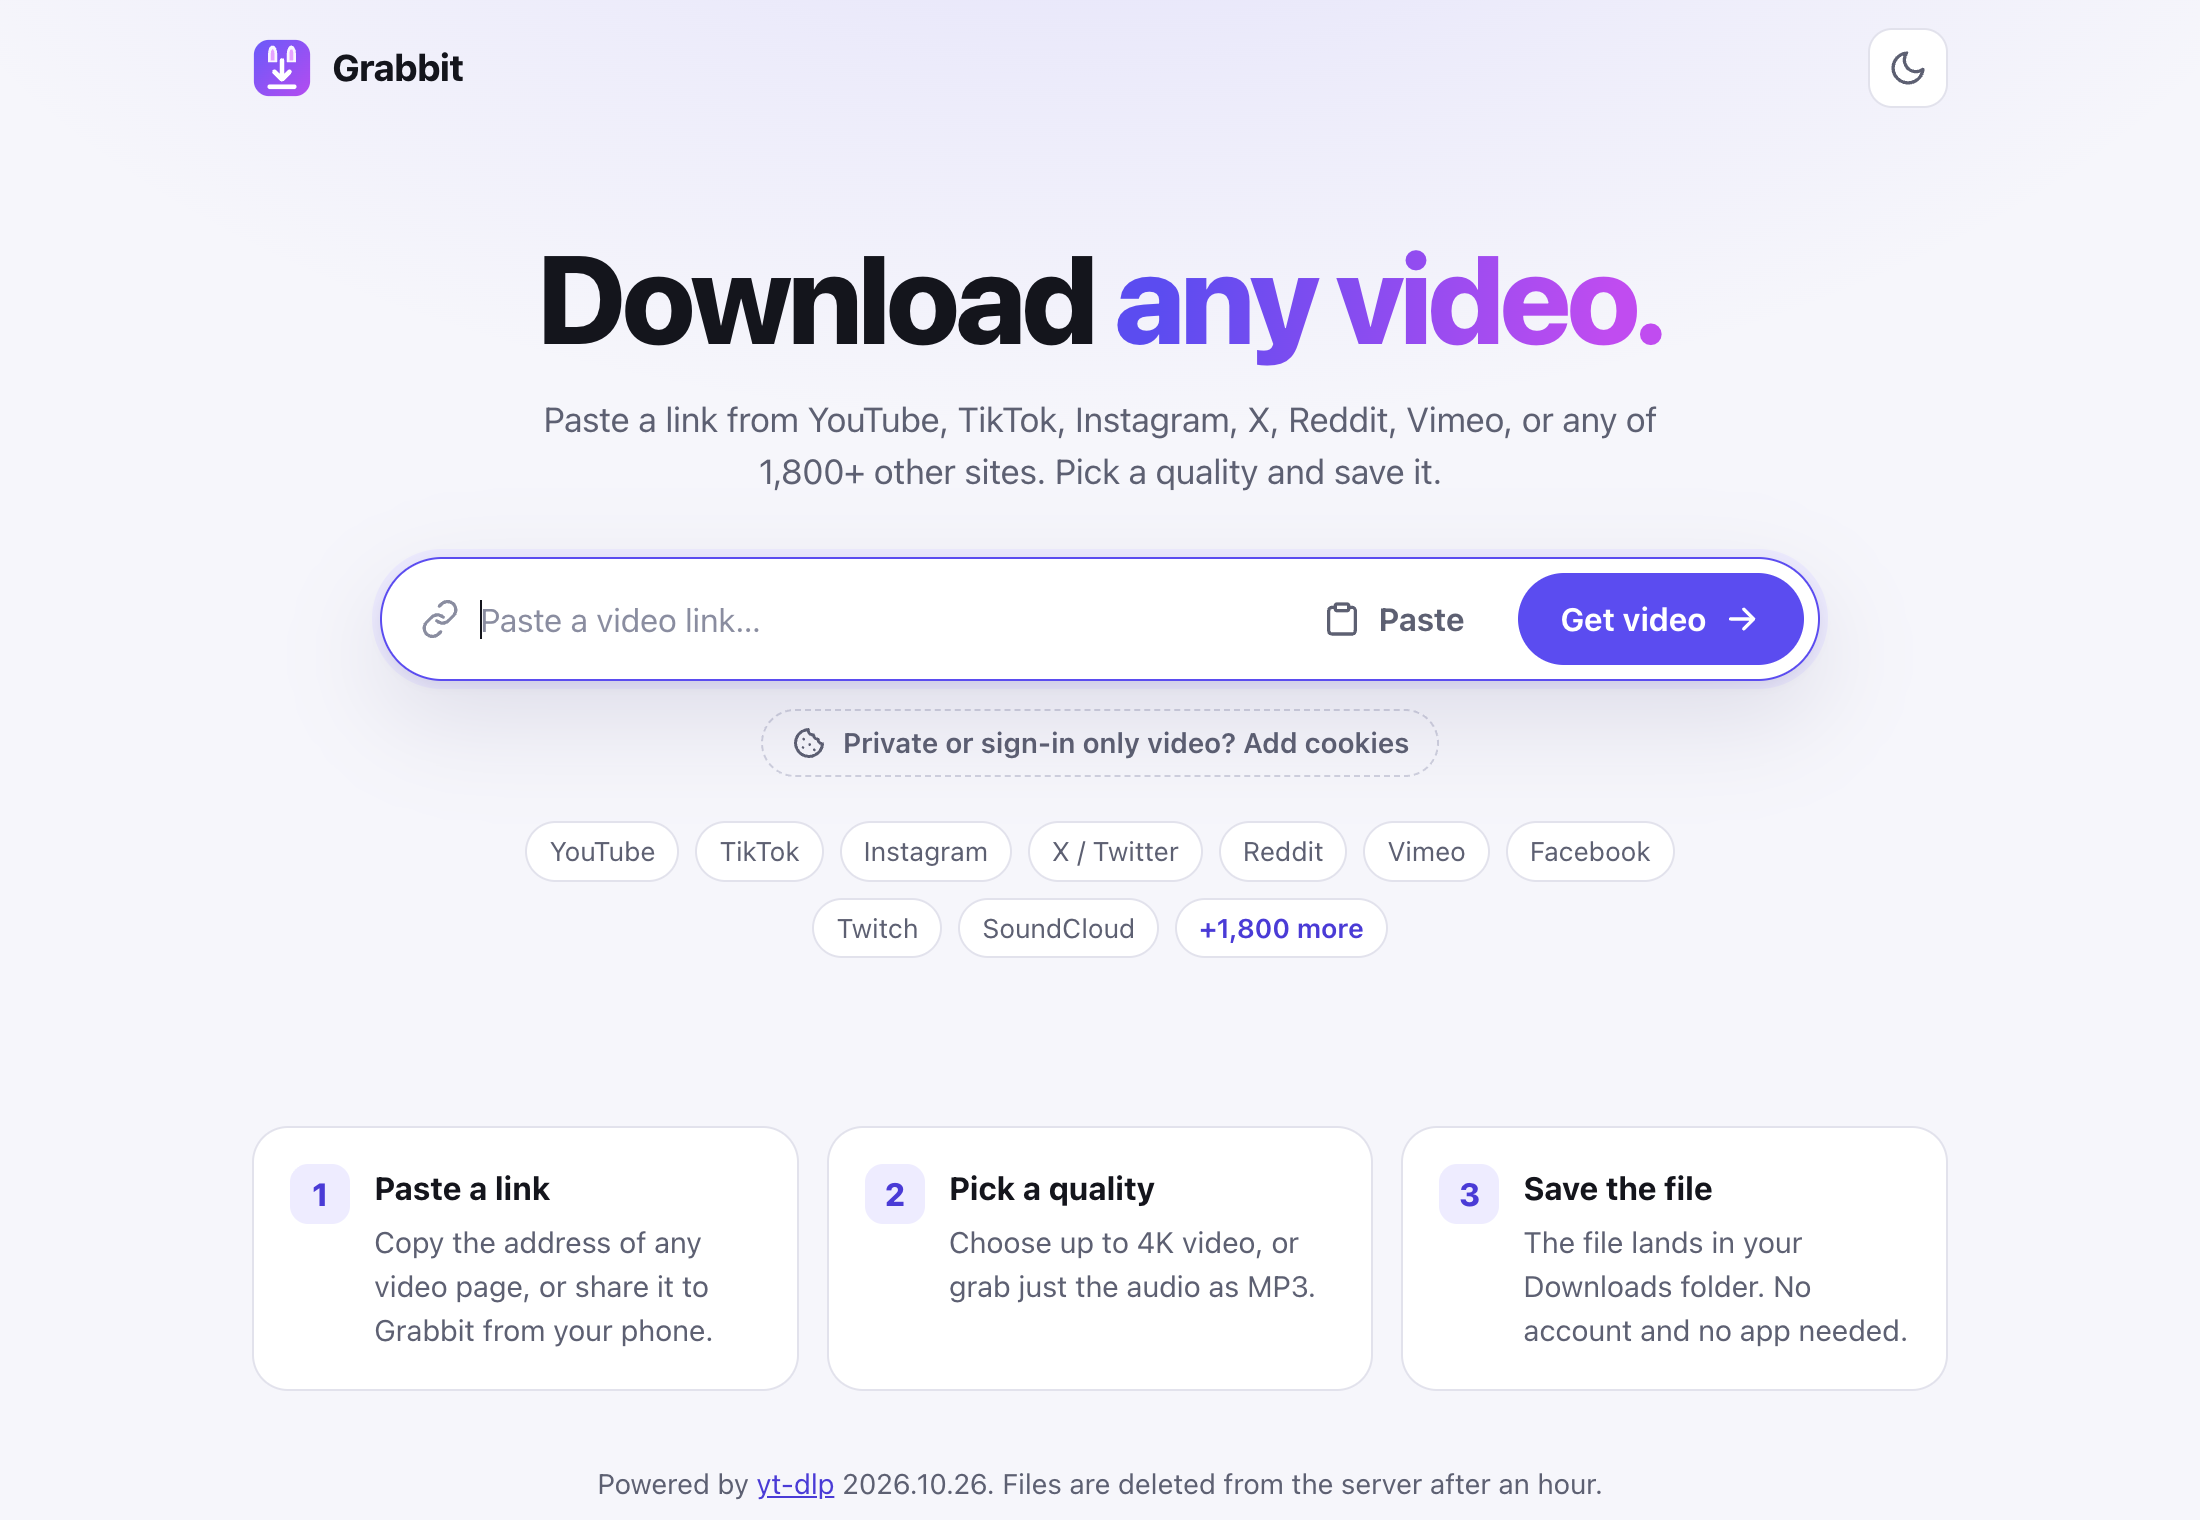 Grabbit
Download any video.
Paste a link from YouTube, TikTok, Instagram, X, Reddit, Vimeo, or any of
1,800+ other sites. Pick a quality and save it.
Paste a video link...
Paste
Get video
Private or sign-in only video? Add cookies
YouTube
TikTok
Instagram
X / Twitter
Reddit
Vimeo
Facebook
Twitch
SoundCloud
+1,800 more
1
Paste a link
Copy the address of any
video page, or share it to
Grabbit from your phone.
2
Pick a quality
Choose up to 4K video, or
grab just the audio as MP3.
3
Save the file
The file lands in your
Downloads folder. No
account and no app needed.
Powered by yt-dlp 2026.10.26. Files are deleted from the server after an hour.